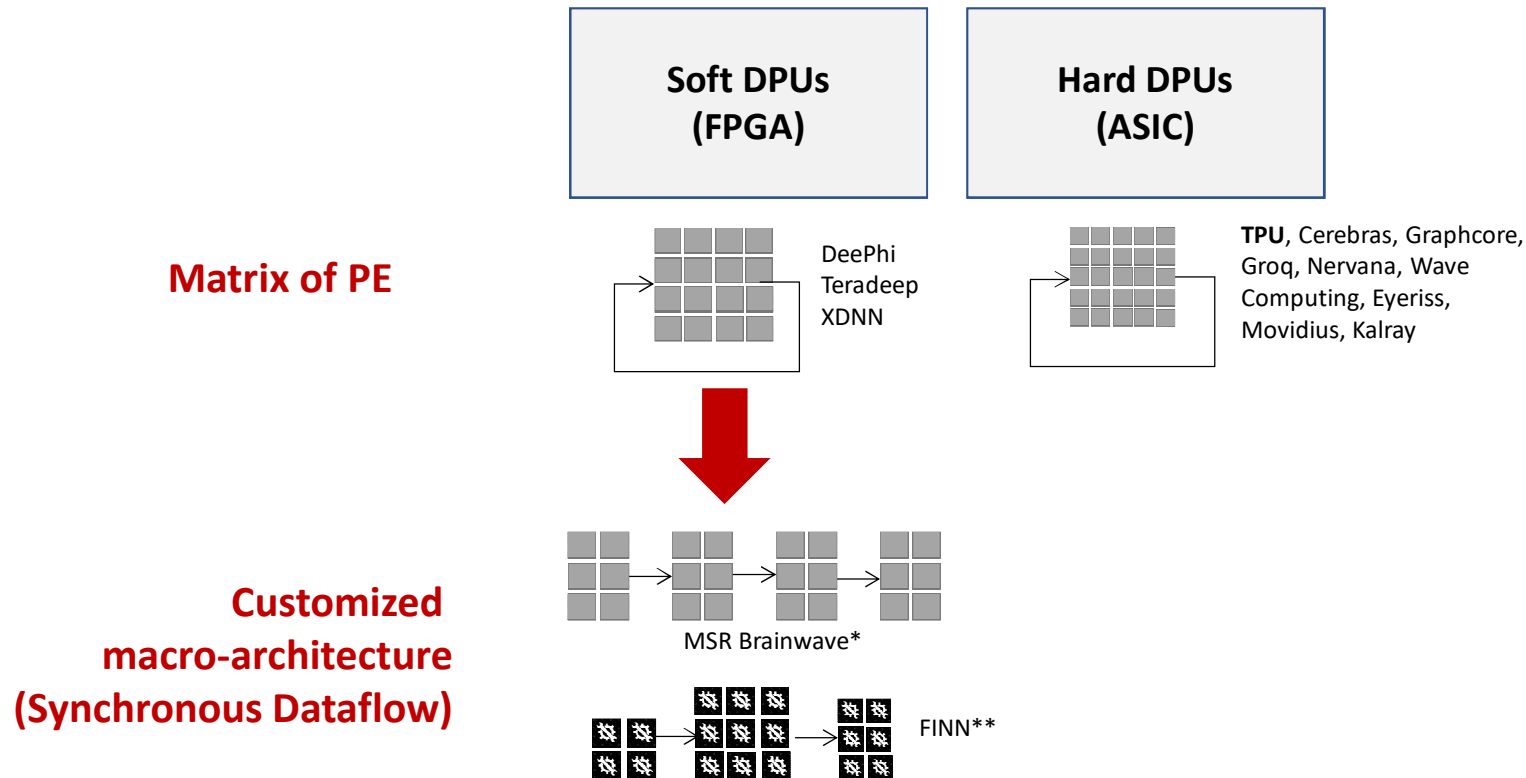 Soft DPUs
(FPGA)
Hard DPUs
(ASIC)
Matrix of PE
DeePhi
Teradeep
XDNN
TPU, Cerebras, Graphcore,
Groq, Nervana, Wave
Computing, Eyeriss,
Movidius, Kalray
Customized
macro-architecture
(Synchronous Dataflow)
MSR Brainwave*
FINN**